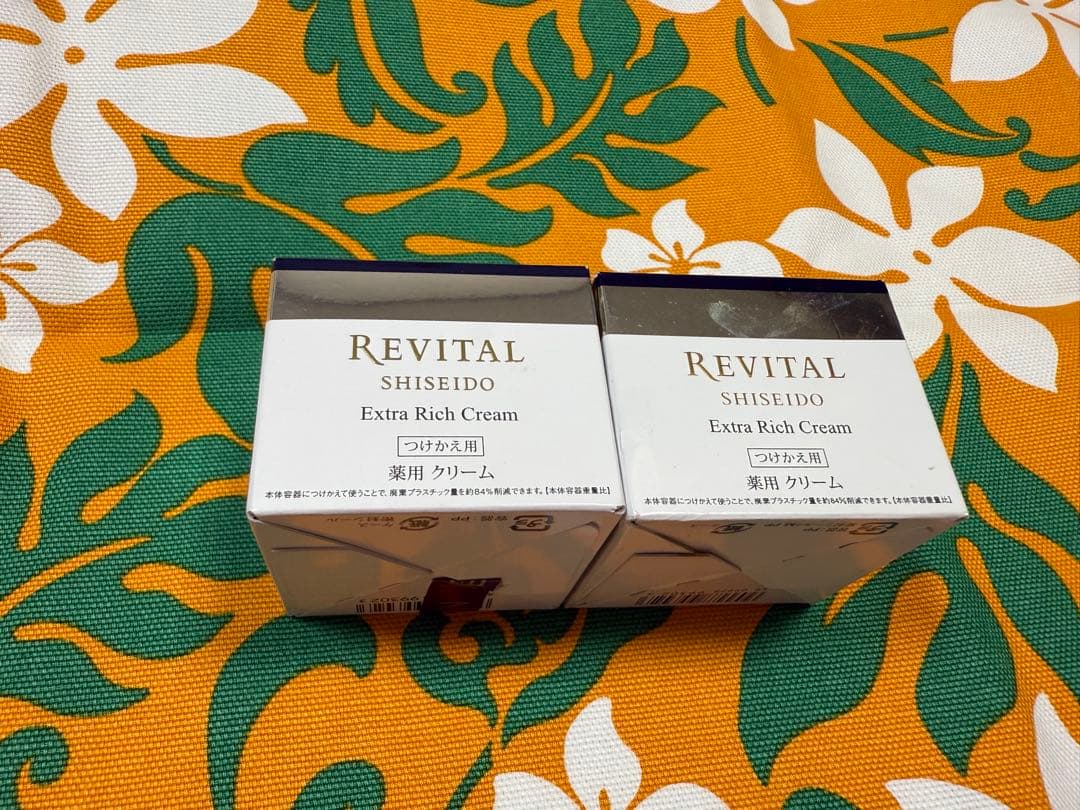 REVITAL
SHISEIDO
Extra Rich Cream
つけかえ用
薬用 クリーム
本体容器につけかえて使うことで、廃棄プラスチック量を約84%削減できます。【本体容器重量比】
REVITAL
SHISEIDO
Extra Rich Cream
つけかえ用
薬用 クリーム
本体容器につけかえて使うことで、廃棄プラスチック量を約84%削減できます。【本体容器重量比】